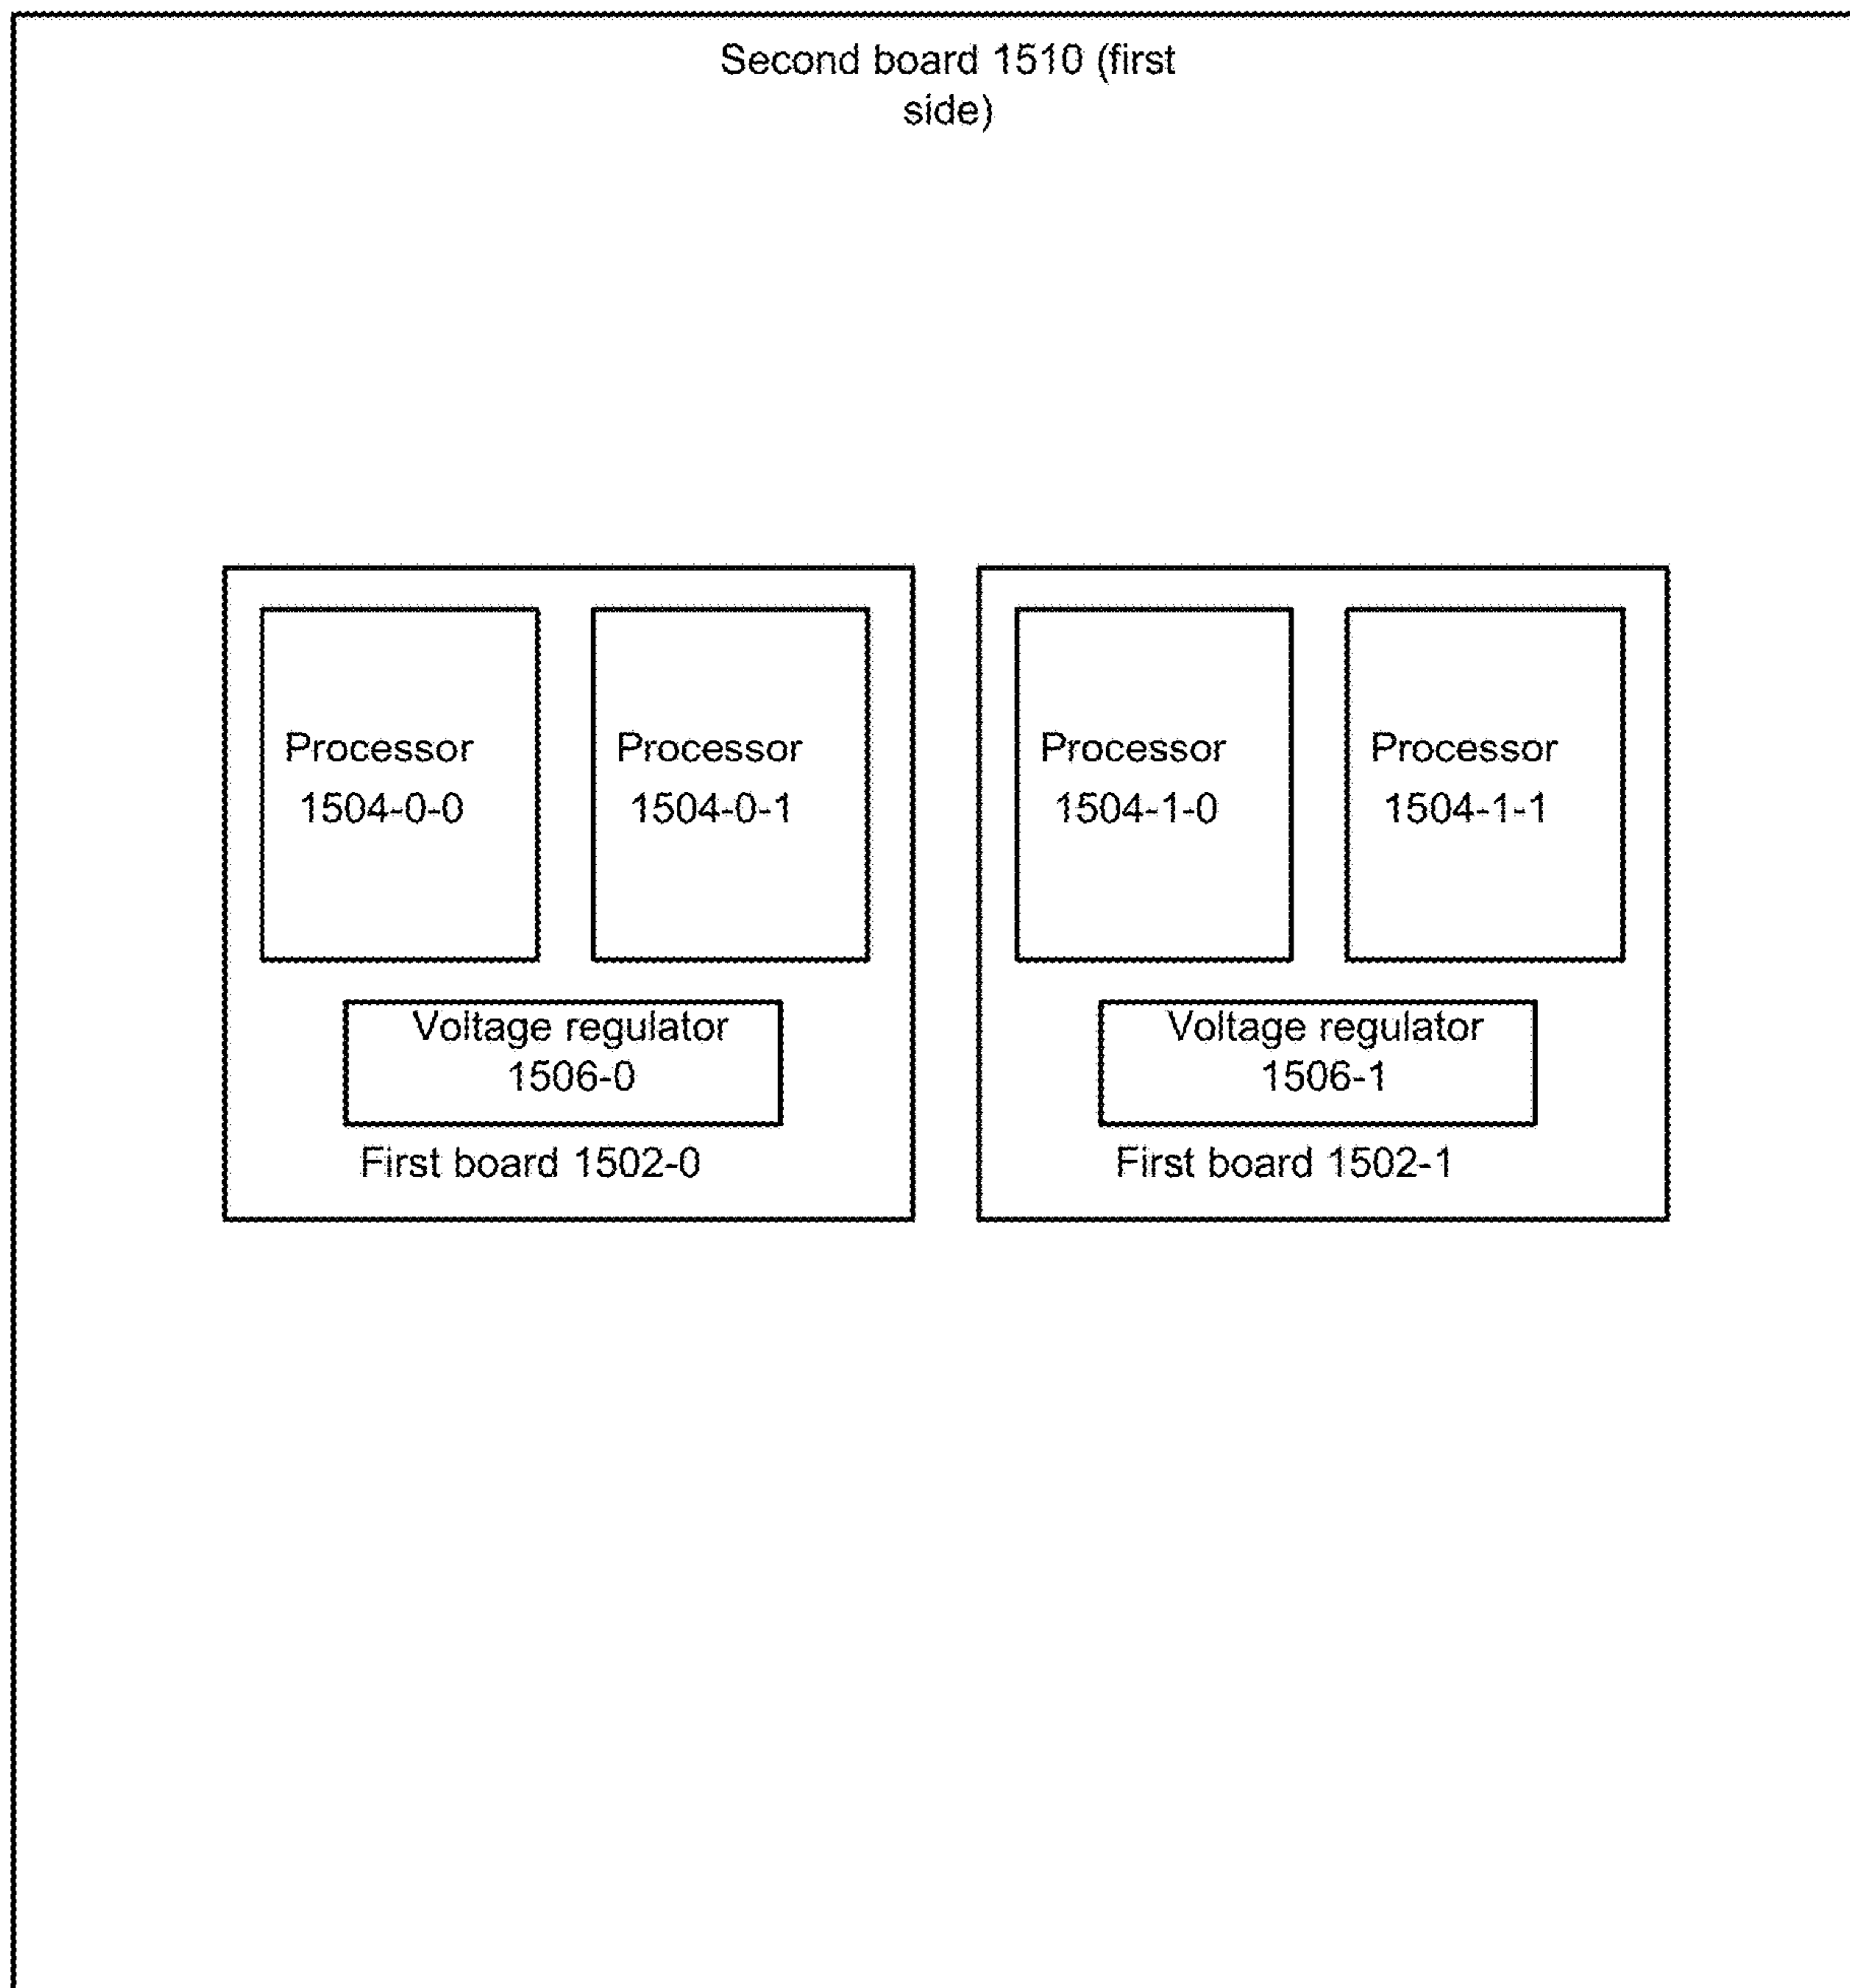 Second board 1510 (first
side)
Processor
1504-0-0
Processor
1504-0-1
Voltage regulator
1506-0
First board 1502-0
Processor
1504-1-0
Processor
1504-1-1
Voltage regulator
1506-1
First board 1502-1